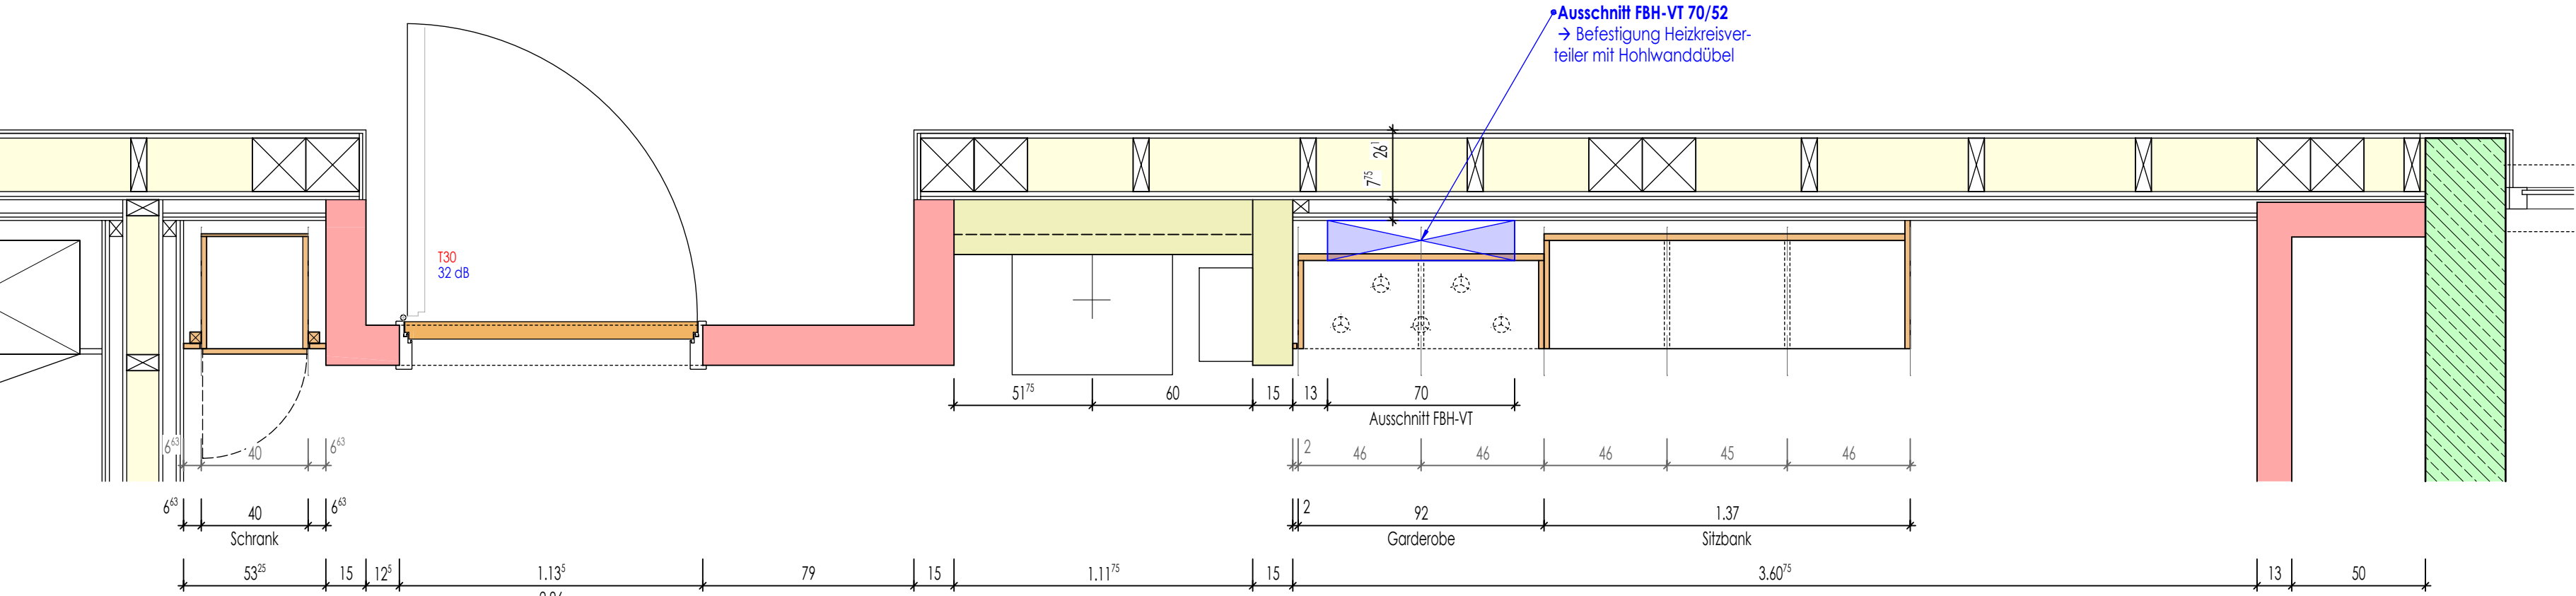 Ausschnitt FBH-VT 70/52
→ Befestigung Heizkreisver-
teiler mit Hohlwanddübel
26¹
7⁷⁵
T30
32 dB
51⁷⁵ 60 15 13 70
Ausschnitt FBH-VT
6⁶³ 40 6⁶³ 2 46 46 46 45 46
6⁶³ 40 6⁶³ 2 92 1.37
Schrank Garderobe Sitzbank
53²⁵ 15 12⁵ 1.13⁵ 79 15 1.11⁷⁵ 15 3.60⁷⁵ 13 50